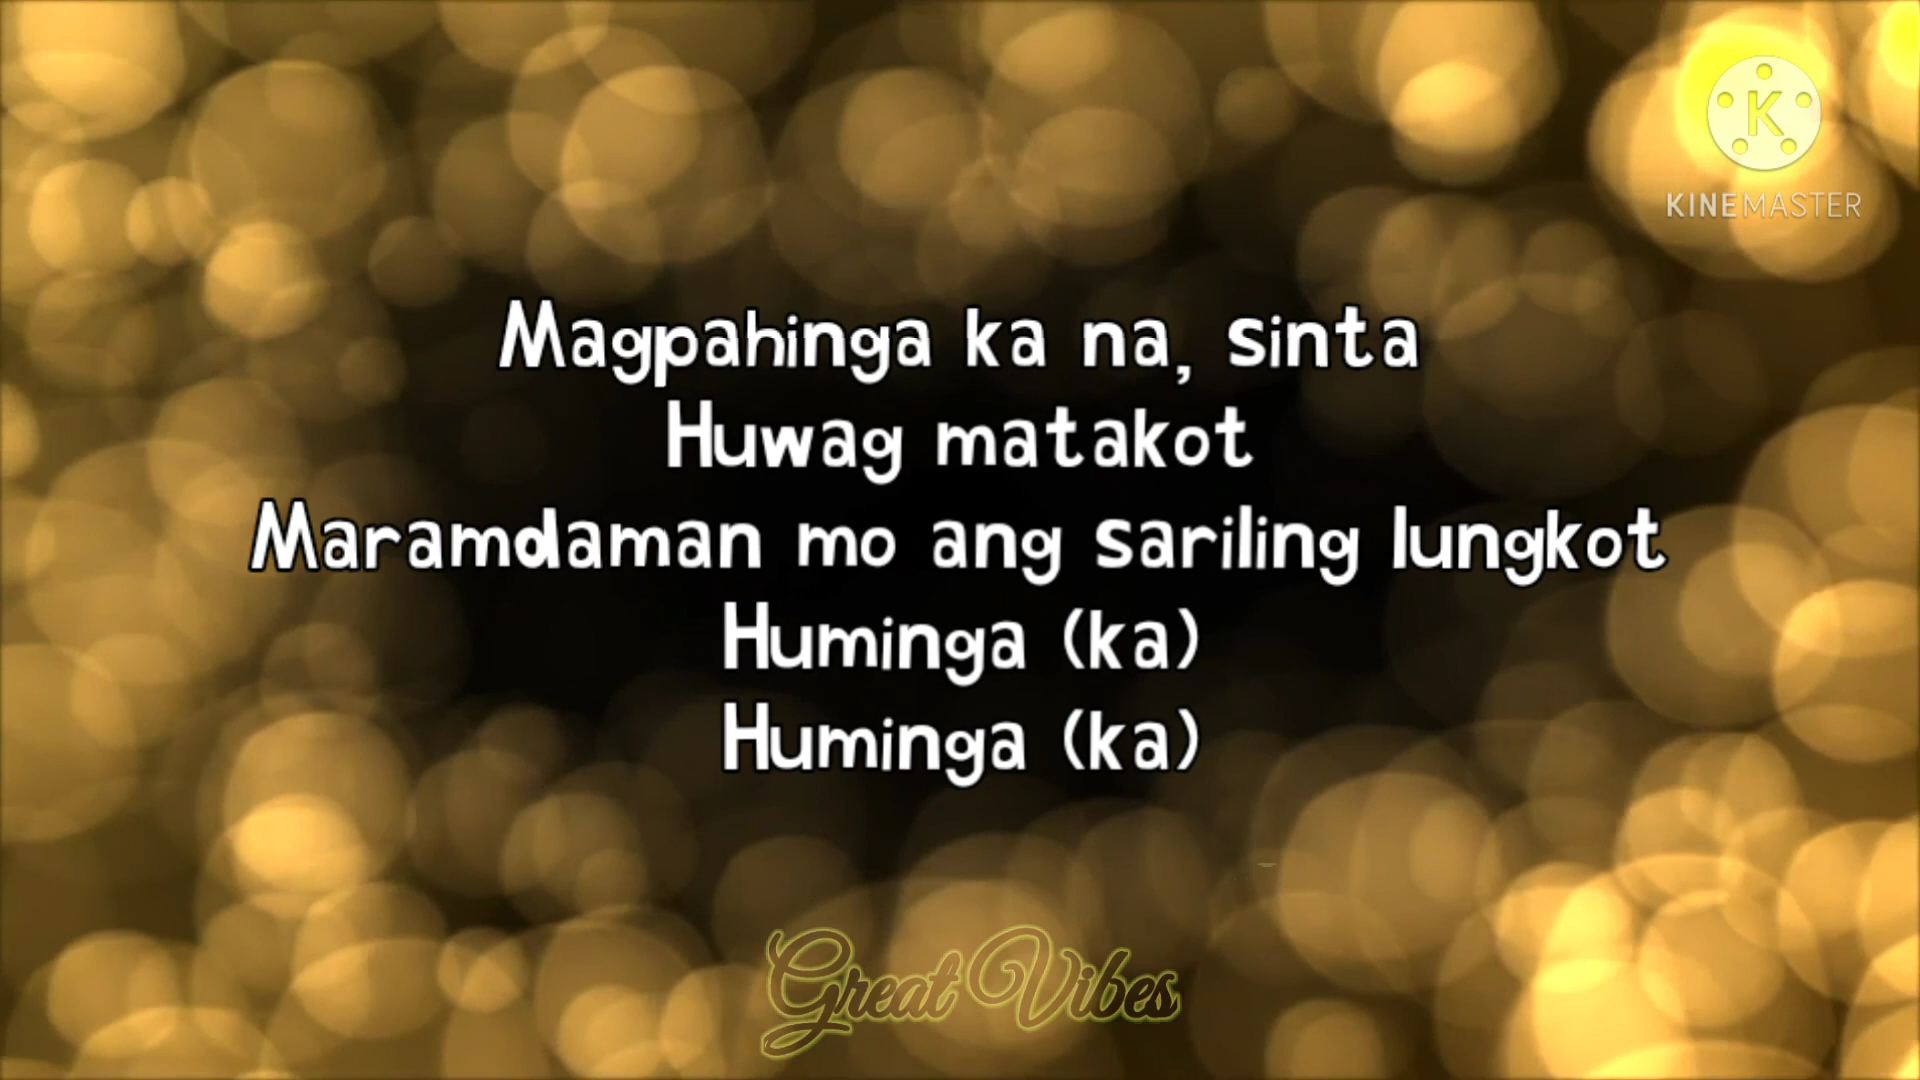 K
KINEMASTER
Magpahinga ka na, sinta
Huwag matakot
Maramdaman mo ang sariling lungkot
Huminga (ka)
Huminga (ka)
Great Vibes